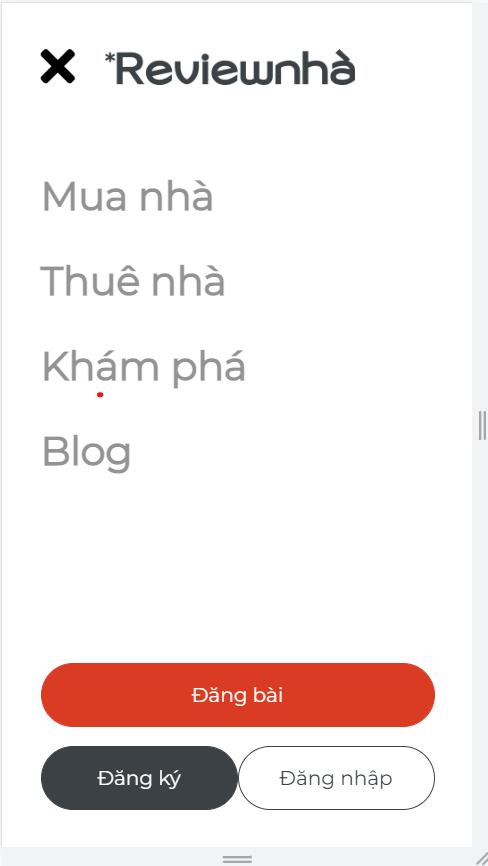 *Reviewnhà
Mua nhà
Thuê nhà
Khám phá
Blog
Đăng bài
Đăng ký
Đăng nhập